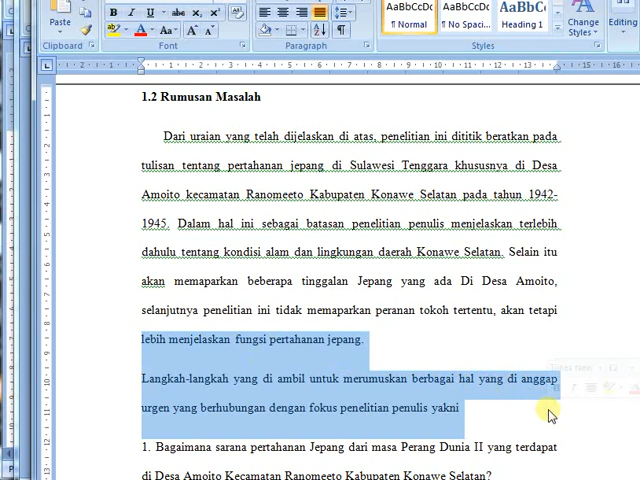 Paste
Clipboard
Font
Paragraph
AaBbCcDc AaBbCcDc AaBbC
¶ Normal ¶ No Spaci... Heading 1
Change Styles
Styles
Editing
1.2 Rumusan Masalah
Dari uraian yang telah dijelaskan di atas, penelitian ini dititik beratkan pada
tulisan tentang pertahanan jepang di Sulawesi Tenggara khususnya di Desa
Amoito kecamatan Ranomeeto Kabupaten Konawe Selatan pada tahun 1942-
1945. Dalam hal ini sebagai batasan penelitian penulis menjelaskan terlebih
dahulu tentang kondisi alam dan lingkungan daerah Konawe Selatan. Selain itu
akan memaparkan beberapa tinggalan Jepang yang ada Di Desa Amoito,
selanjutnya penelitian ini tidak memaparkan peranan tokoh tertentu, akan tetapi
lebih menjelaskan fungsi pertahanan jepang.
Langkah-langkah yang di ambil untuk merumuskan berbagai hal yang di anggap
urgen yang berhubungan dengan fokus penelitian penulis yakni
1. Bagaimana sarana pertahanan Jepang dari masa Perang Dunia II yang terdapat
di Desa Amoito Kecamatan Ranomeeto Kabupaten Konawe Selatan?